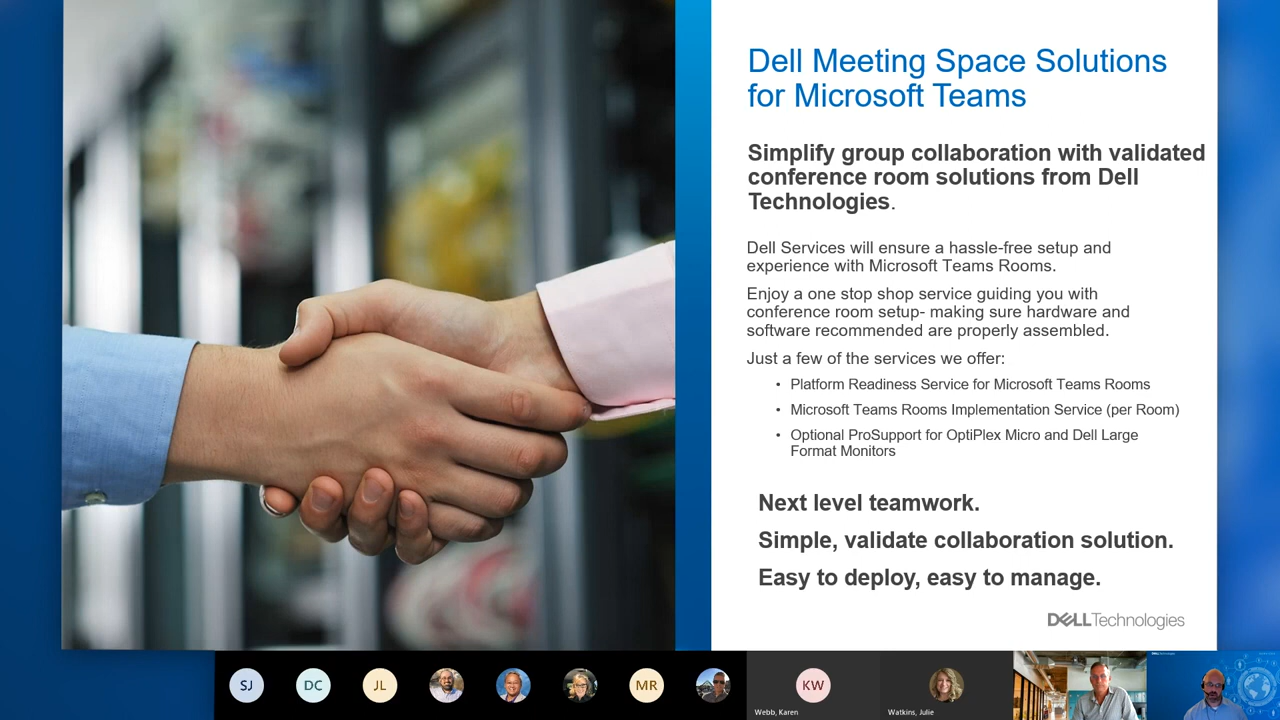 Dell Meeting Space Solutions
for Microsoft Teams
Simplify group collaboration with validated
conference room solutions from Dell
Technologies.
Dell Services will ensure a hassle-free setup and
experience with Microsoft Teams Rooms.
Enjoy a one stop shop service guiding you with
conference room setup- making sure hardware and
software recommended are properly assembled.
Just a few of the services we offer:
• Platform Readiness Service for Microsoft Teams Rooms
• Microsoft Teams Rooms Implementation Service (per Room)
• Optional ProSupport for OptiPlex Micro and Dell Large
Format Monitors
Next level teamwork.
Simple, validate collaboration solution.
Easy to deploy, easy to manage.
DELLTechnologies
SJ
DC
JL
MR
KW
Webb, Karen
Watkins, Julie